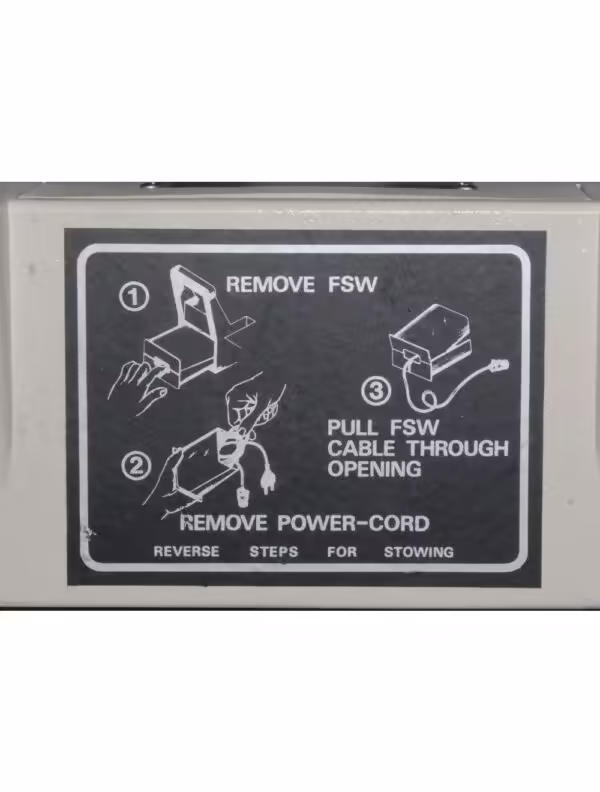 ① REMOVE FSW
② REMOVE POWER-CORD
③ PULL FSW
CABLE THROUGH
OPENING
REVERSE STEPS FOR STOWING